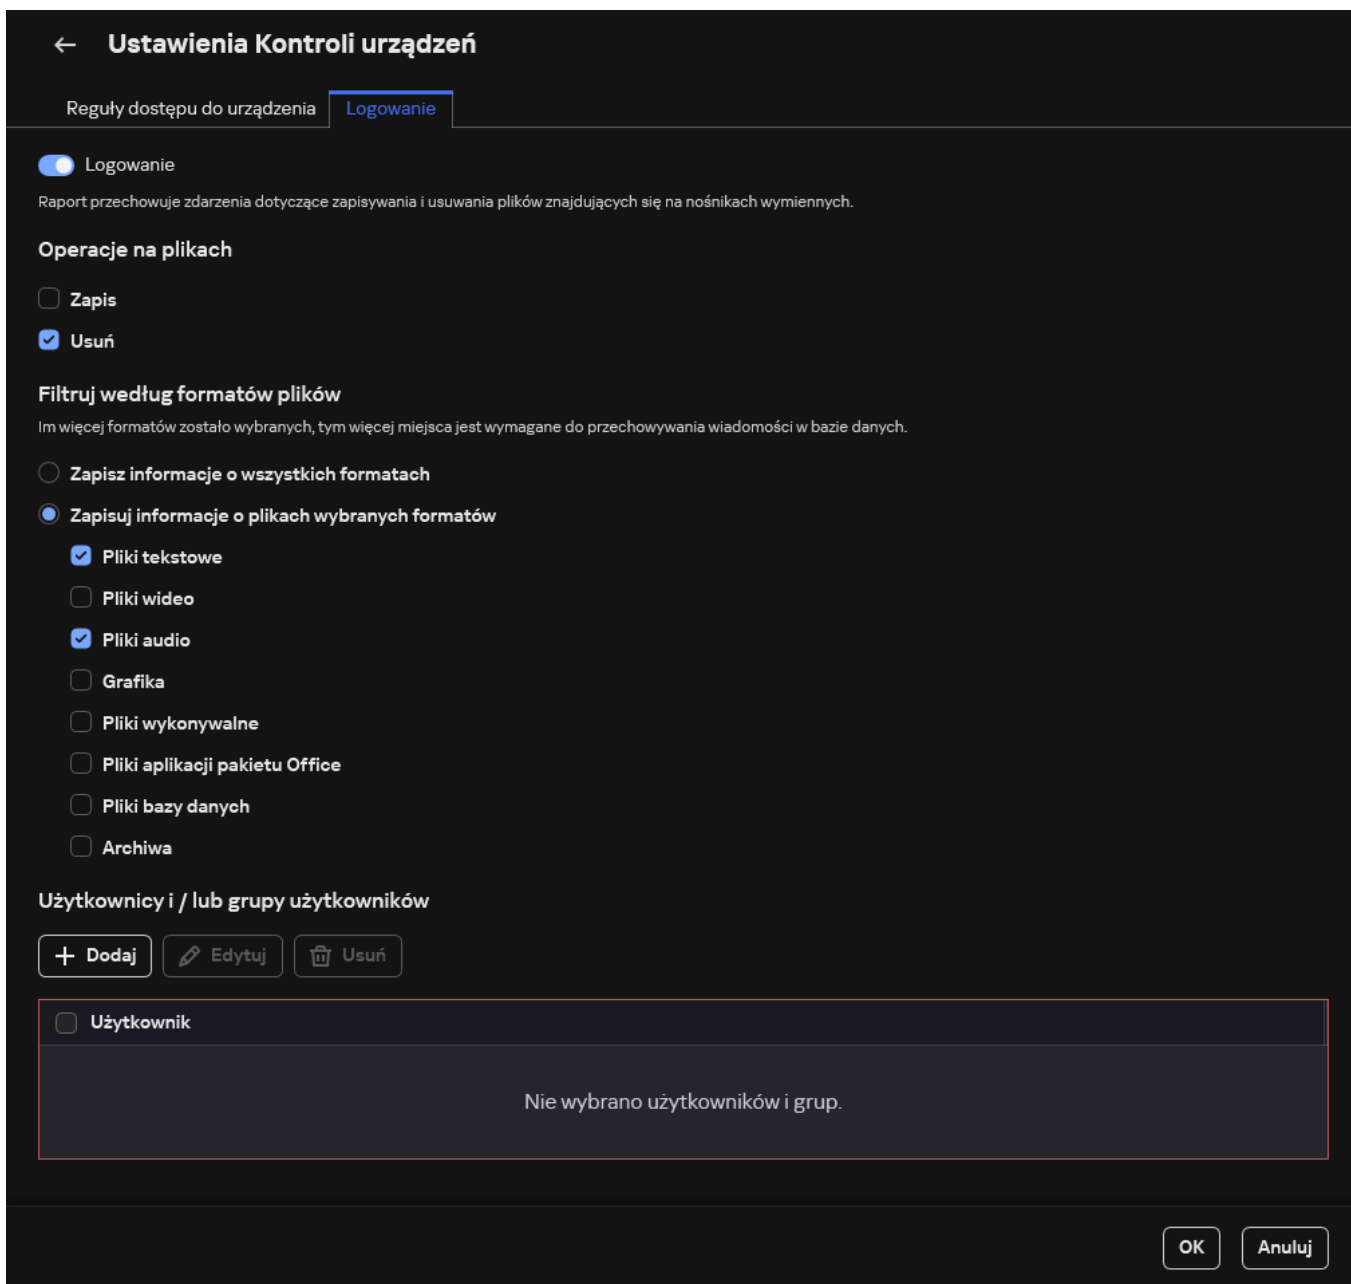 Ustawienia Kontroli urządzeń
Reguły dostępu do urządzenia
Logowanie
Logowanie
Raport przechowuje zdarzenia dotyczące zapisywania i usuwania plików znajdujących się na nośnikach wymiennych.
Operacje na plikach
Zapis
Usuń
Filtruj według formatów plików
Im więcej formatów zostało wybranych, tym więcej miejsca jest wymagane do przechowywania wiadomości w bazie danych.
Zapisz informacje o wszystkich formatach
Zapisuj informacje o plikach wybranych formatów
Pliki tekstowe
Pliki wideo
Pliki audio
Grafika
Pliki wykonywalne
Pliki aplikacji pakietu Office
Pliki bazy danych
Archiwa
Użytkownicy i / lub grupy użytkowników
Dodaj
Edytuj
Usuń
Użytkownik
Nie wybrano użytkowników i grup.
OK
Anuluj